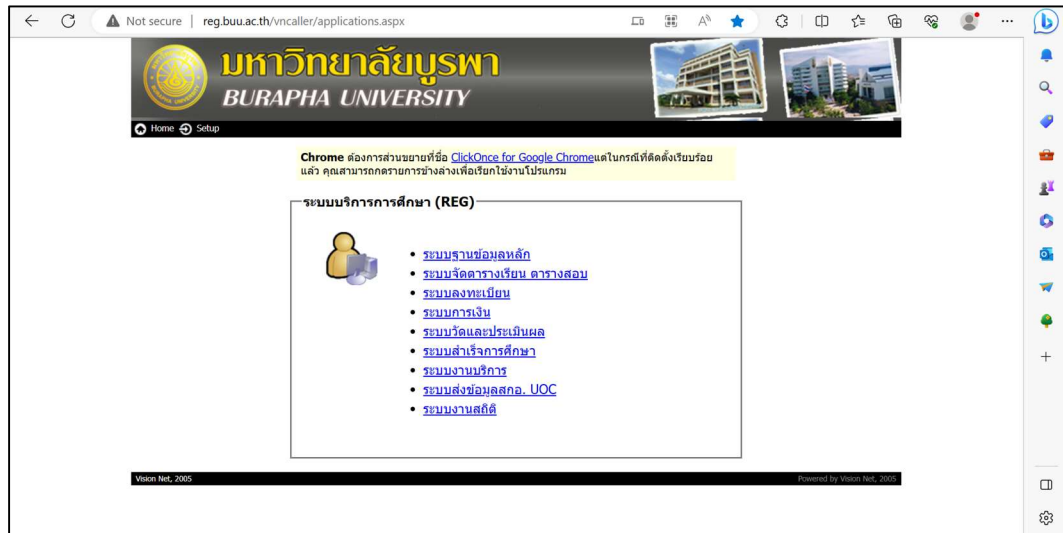 Not secure | reg.buu.ac.th/vncaller/applications.aspx
มหาวิทยาลัยบูรพา
BURAPHA UNIVERSITY
Home Setup
Chrome ต้องการส่วนขยายที่ชื่อ ClickOnce for Google Chromeแต่ในกรณีที่ติดตั้งเรียบร้อย
แล้ว คุณสามารถกดรายการข้างล่างเพื่อเรียกใช้งานโปรแกรม
ระบบบริการการศึกษา (REG)
• ระบบฐานข้อมูลหลัก
• ระบบจัดตารางเรียน ตารางสอบ
• ระบบลงทะเบียน
• ระบบการเงิน
• ระบบวัดและประเมินผล
• ระบบสำเร็จการศึกษา
• ระบบงานบริการ
• ระบบส่งข้อมูลสกอ. UOC
• ระบบงานสถิติ
Vision Net, 2005 Powered by Vision Net, 2005